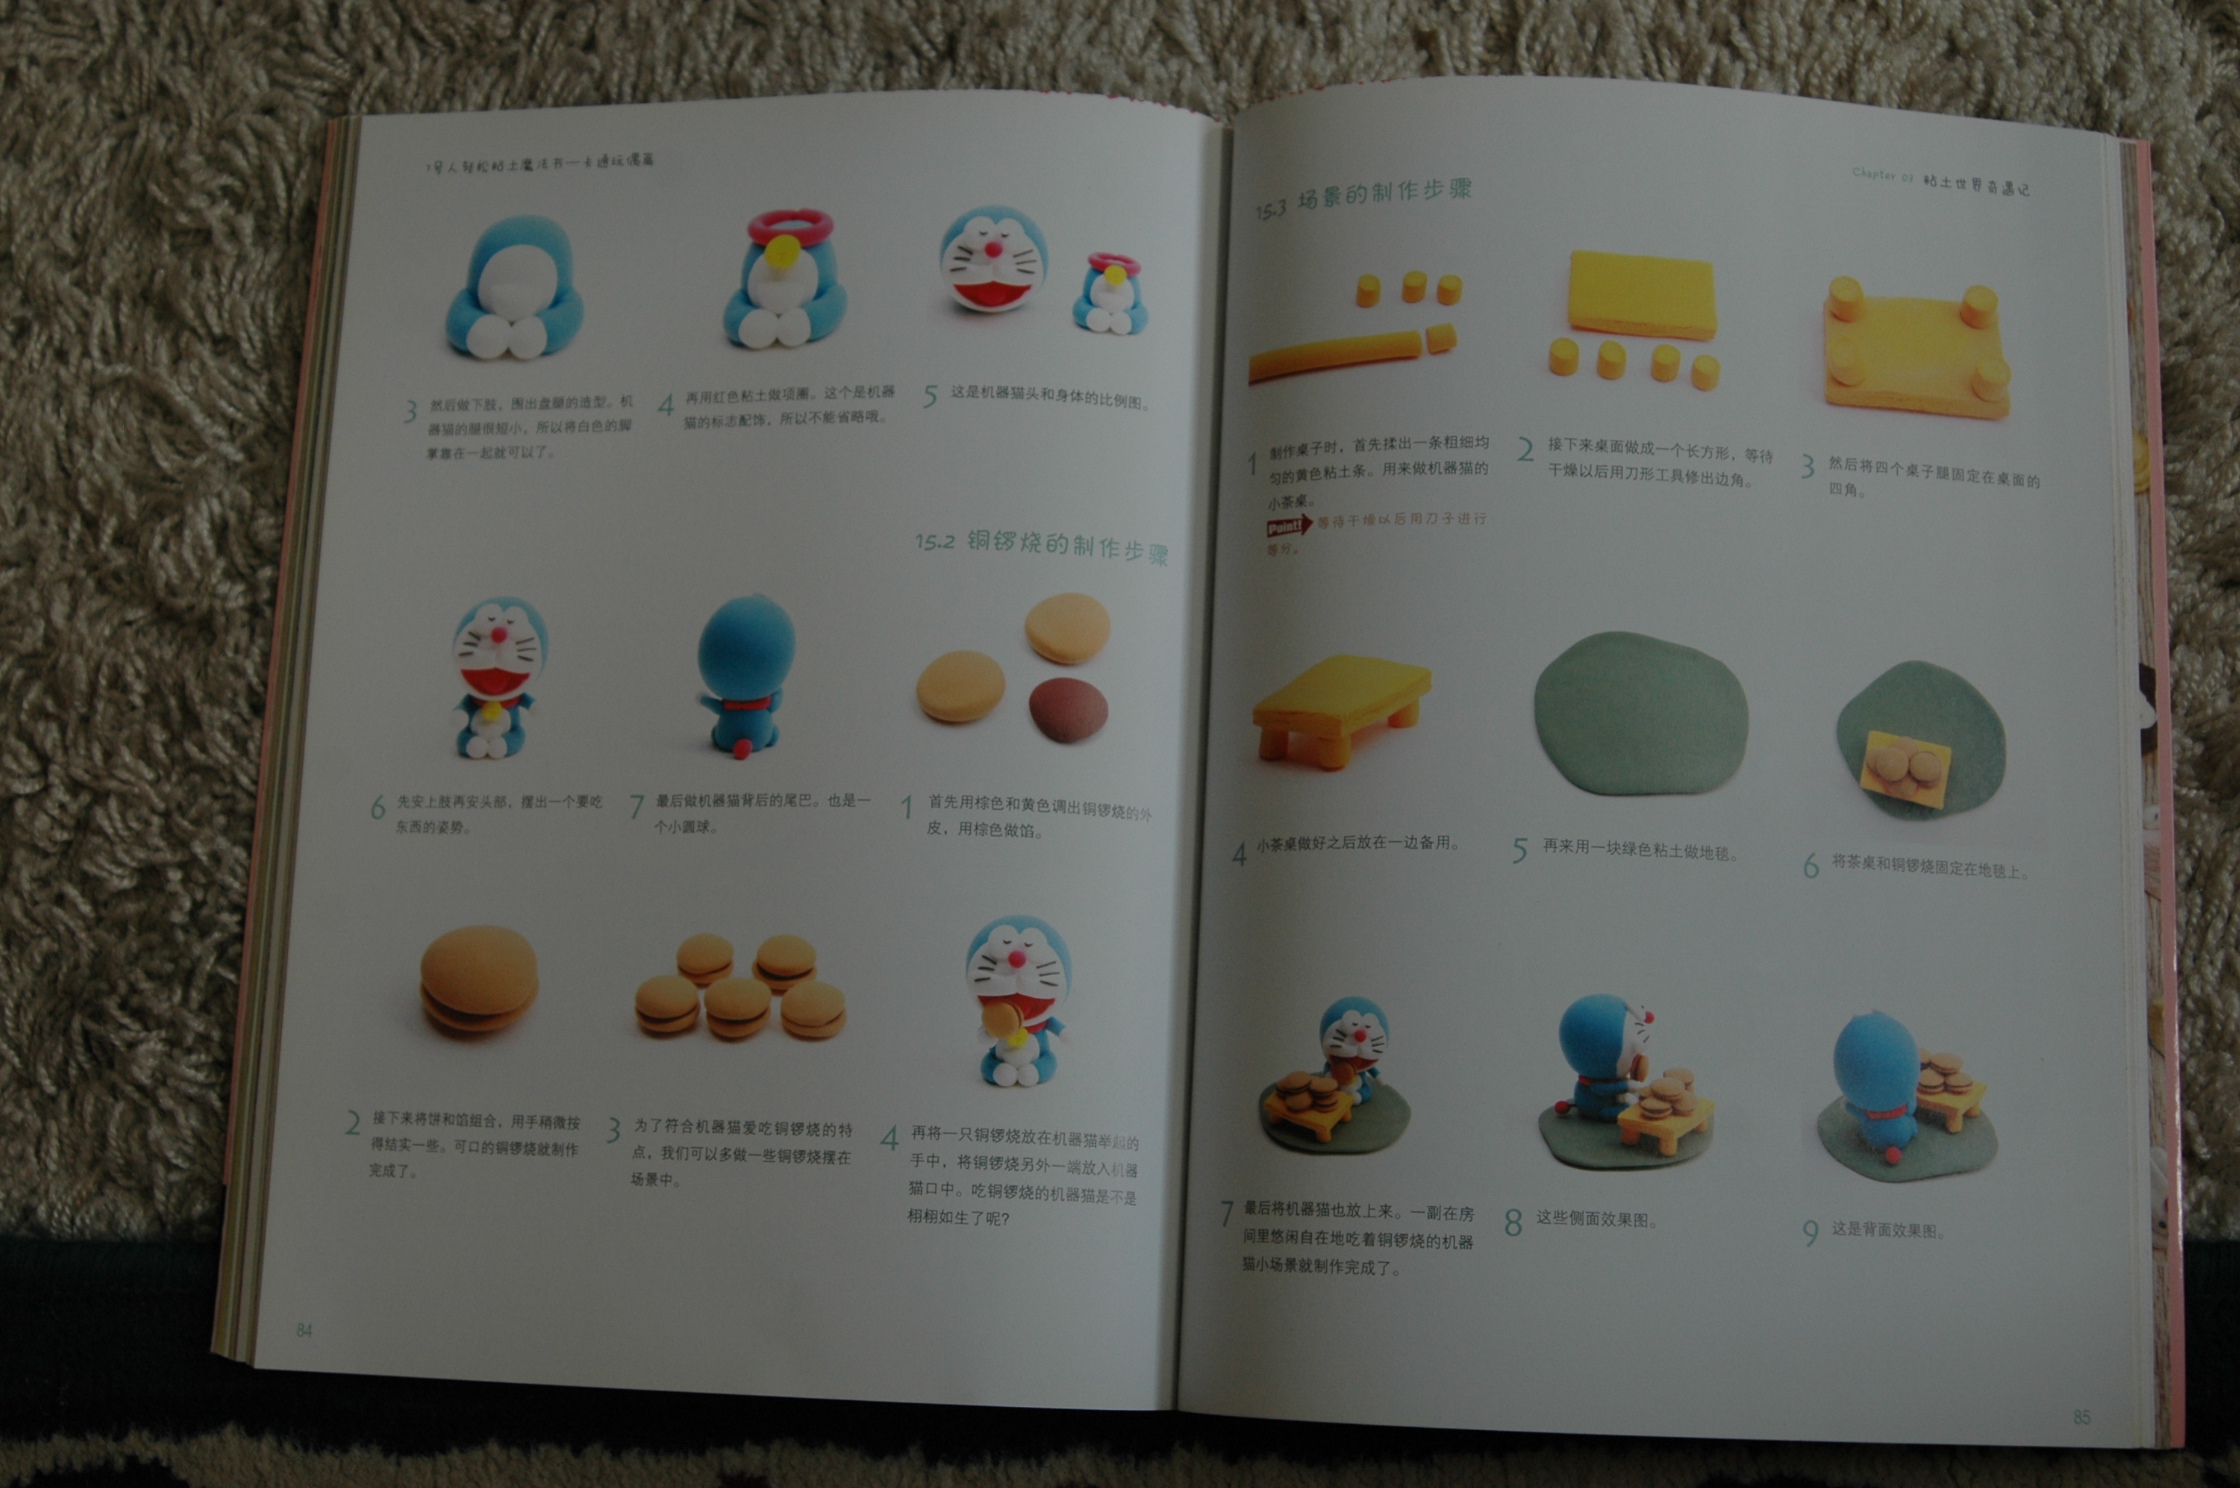 粘土魔法书—卡通玩偶篇
3 然后做下肢，围出盘腿的造型。机
器猫的腿很短小，所以将白色的脚
掌靠在一起就可以了。
4 再用红色粘土做项圈。这个是机器
猫的标志配饰，所以不能省略哦。
5 这是机器猫头和身体的比例图。
6 先安上肢再安头部，摆出一个要吃
东西的姿势。
7 最后做机器猫背后的尾巴。也是一
个小圆球。
15.2 铜锣烧的制作步骤
1 首先用棕色和黄色调出铜锣烧的外
皮，用棕色做馅。
2 接下来将饼和馅组合，用手稍微按
得结实一些。可口的铜锣烧就制作
完成了。
3 为了符合机器猫爱吃铜锣烧的特
点，我们可以多做一些铜锣烧摆在
场景中。
4 再将一只铜锣烧放在机器猫举起的
手中，将铜锣烧另外一端放入机器
猫口中。吃铜锣烧的机器猫是不是
栩栩如生了呢？
84
Chapter 03 粘土世界奇遇记
15.3 场景的制作步骤
1 制作桌子时，首先揉出一条粗细均
匀的黄色粘土条。用来做机器猫的
小茶桌。
Point! 等待干燥以后用刀子进行
等分。
2 接下来桌面做成一个长方形，等待
干燥以后用刀形工具修出边角。
3 然后将四个桌子腿固定在桌面的
四角。
4 小茶桌做好之后放在一边备用。
5 再来用一块绿色粘土做地毯。
6 将茶桌和铜锣烧固定在地毯上。
7 最后将机器猫也放上来。一副在房
间里悠闲自在地吃着铜锣烧的机器
猫小场景就制作完成了。
8 这些侧面效果图。
9 这是背面效果图。
85